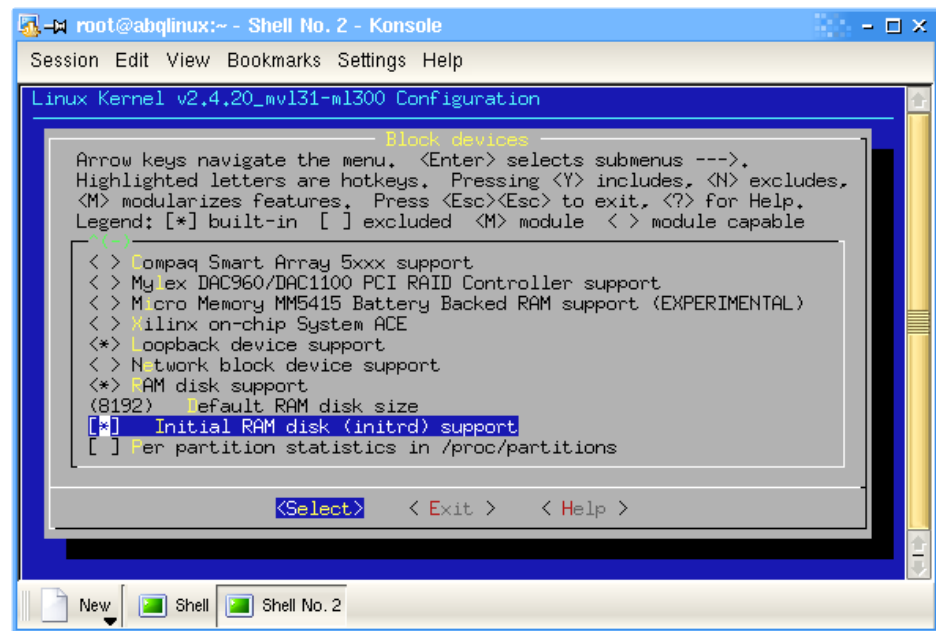 root@abqlinux:~ - Shell No. 2 - Konsole
Session Edit View Bookmarks Settings Help
Linux Kernel v2.4.20_mvl31-ml300 Configuration
Block devices
Arrow keys navigate the menu. <Enter> selects submenus --->.
Highlighted letters are hotkeys. Pressing <Y> includes, <N> excludes,
<M> modularizes features. Press <Esc><Esc> to exit, <?> for Help.
Legend: [*] built-in [ ] excluded <M> module < > module capable
^(-)
< > Compaq Smart Array 5xxx support
< > Mylex DAC960/DAC1100 PCI RAID Controller support
< > Micro Memory MM5415 Battery Backed RAM support (EXPERIMENTAL)
< > Xilinx on-chip System ACE
<*> Loopback device support
< > Network block device support
<*> RAM disk support
(8192) Default RAM disk size
[*] Initial RAM disk (initrd) support
[ ] Per partition statistics in /proc/partitions
<Select> < Exit > < Help >
New Shell Shell No. 2